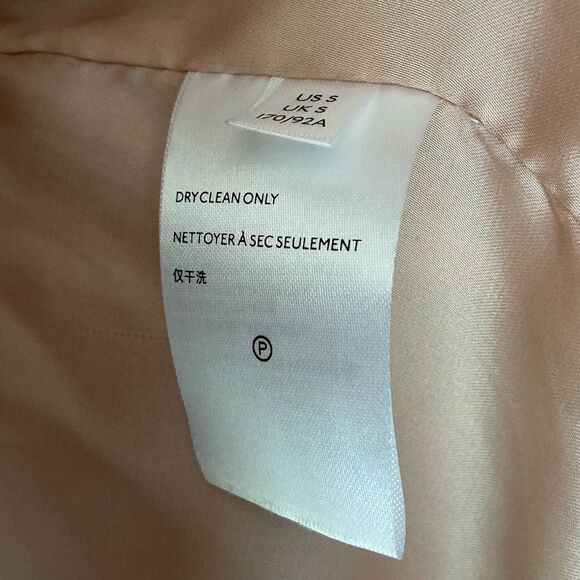 US S
UK S
170/92A
DRY CLEAN ONLY
NETTOYER À SEC SEULEMENT
仅干洗
P